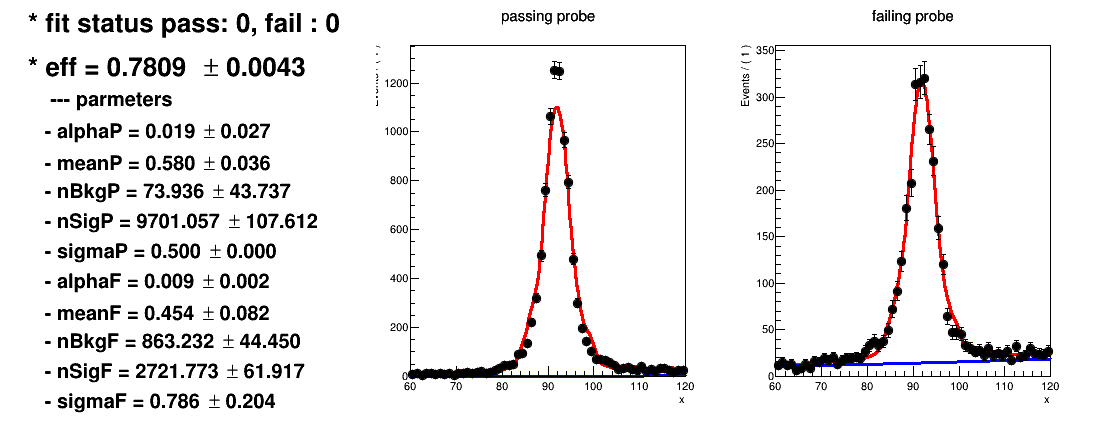 * fit status pass: 0, fail : 0
* eff = 0.7809 ± 0.0043
--- parmeters
- alphaP = 0.019 ± 0.027
- meanP = 0.580 ± 0.036
- nBkgP = 73.936 ± 43.737
- nSigP = 9701.057 ± 107.612
- sigmaP = 0.500 ± 0.000
- alphaF = 0.009 ± 0.002
- meanF = 0.454 ± 0.082
- nBkgF = 863.232 ± 44.450
- nSigF = 2721.773 ± 61.917
- sigmaF = 0.786 ± 0.204
passing probe
1200
1000
800
600
400
200
0
60 70 80 90 100 110 120
x
failing probe
Events / ( 1 )
350
300
250
200
150
100
50
0
60 70 80 90 100 110 120
x